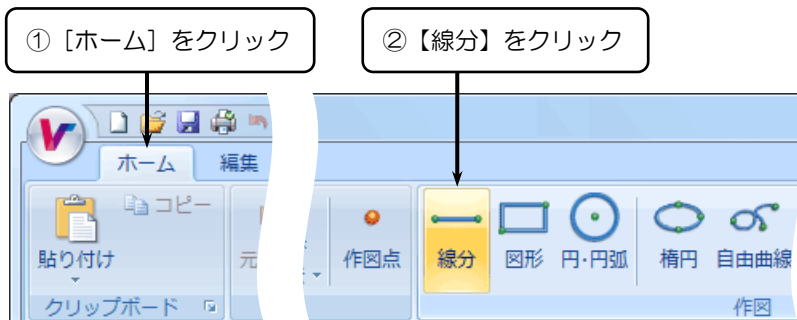 ① [ホーム] をクリック
② 【線分】をクリック
ホーム
編集
コピー
貼り付け
元
作図点
線分
図形
円・円弧
楕円
自由曲線
クリップボード
作図